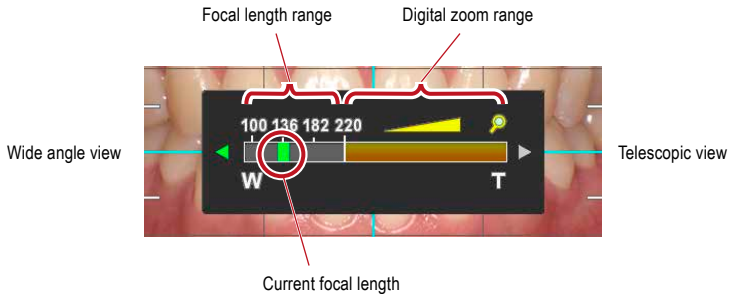 Focal length range
Digital zoom range
100 136 182 220
Wide angle view
Telescopic view
W
T
Current focal length